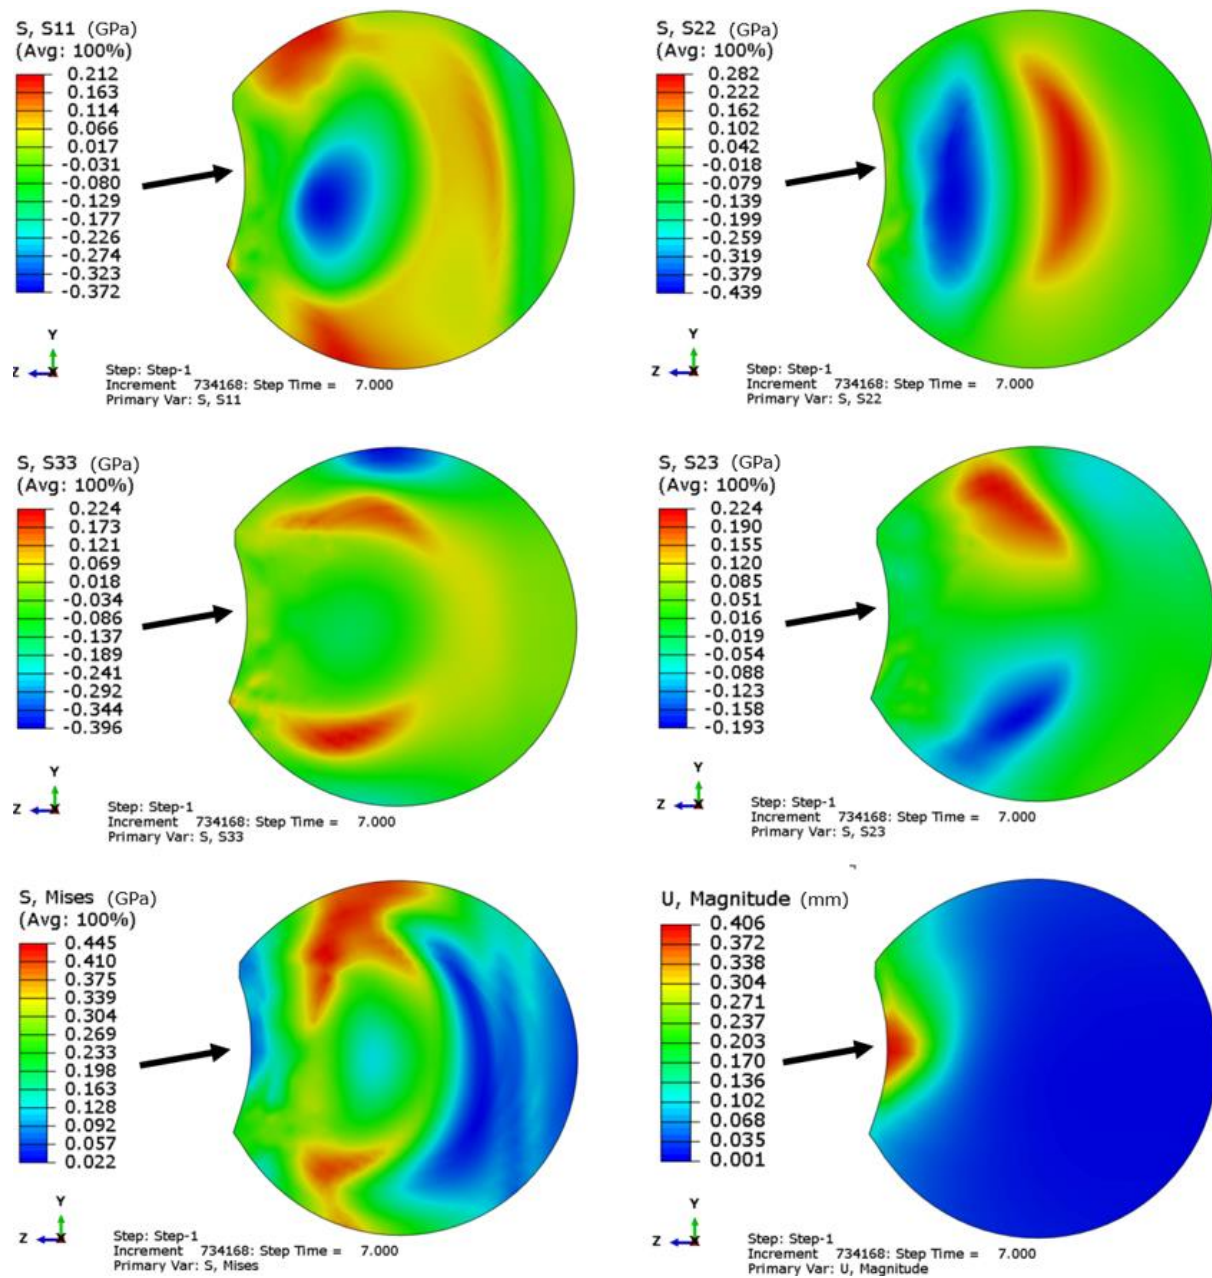 S, S11 (GPa)
(Avg: 100%)
0.212
0.163
0.114
0.066
0.017
-0.031
-0.080
-0.129
-0.177
-0.226
-0.274
-0.323
-0.372
Y
Z
X
Step: Step-1
Increment 734168: Step Time = 7.000
Primary Var: S, S11
S, S22 (GPa)
(Avg: 100%)
0.282
0.222
0.162
0.102
0.042
-0.018
-0.079
-0.139
-0.199
-0.259
-0.319
-0.379
-0.439
Y
Z
X
Step: Step-1
Increment 734168: Step Time = 7.000
Primary Var: S, S22
S, S33 (GPa)
(Avg: 100%)
0.224
0.173
0.121
0.069
0.018
-0.034
-0.086
-0.137
-0.189
-0.241
-0.292
-0.344
-0.396
Y
Z
X
Step: Step-1
Increment 734168: Step Time = 7.000
Primary Var: S, S33
S, S23 (GPa)
(Avg: 100%)
0.224
0.190
0.155
0.120
0.085
0.051
0.016
-0.019
-0.054
-0.088
-0.123
-0.158
-0.193
Y
Z
X
Step: Step-1
Increment 734168: Step Time = 7.000
Primary Var: S, S23
S, Mises (GPa)
(Avg: 100%)
0.445
0.410
0.375
0.339
0.304
0.269
0.233
0.198
0.163
0.128
0.092
0.057
0.022
Y
Z
X
Step: Step-1
Increment 734168: Step Time = 7.000
Primary Var: S, Mises
U, Magnitude (mm)
0.406
0.372
0.338
0.304
0.271
0.237
0.203
0.170
0.136
0.102
0.068
0.035
0.001
Y
Z
X
Step: Step-1
Increment 734168: Step Time = 7.000
Primary Var: U, Magnitude